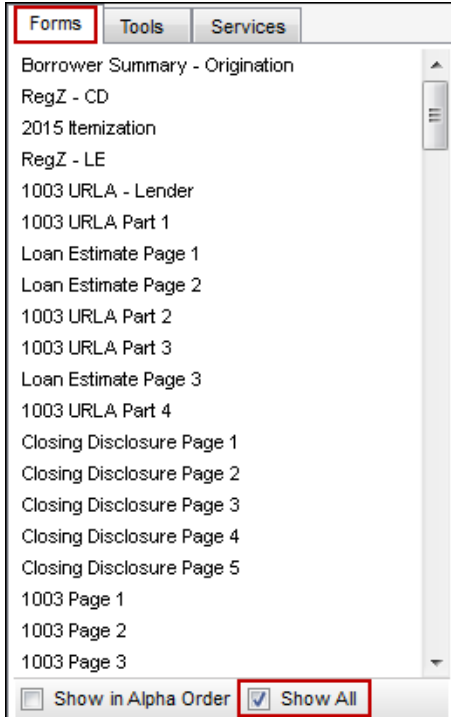 Forms Tools Services
Borrower Summary - Origination
RegZ - CD
2015 Itemization
RegZ - LE
1003 URLA - Lender
1003 URLA Part 1
Loan Estimate Page 1
Loan Estimate Page 2
1003 URLA Part 2
1003 URLA Part 3
Loan Estimate Page 3
1003 URLA Part 4
Closing Disclosure Page 1
Closing Disclosure Page 2
Closing Disclosure Page 3
Closing Disclosure Page 4
Closing Disclosure Page 5
1003 Page 1
1003 Page 2
1003 Page 3
Show in Alpha Order Show All